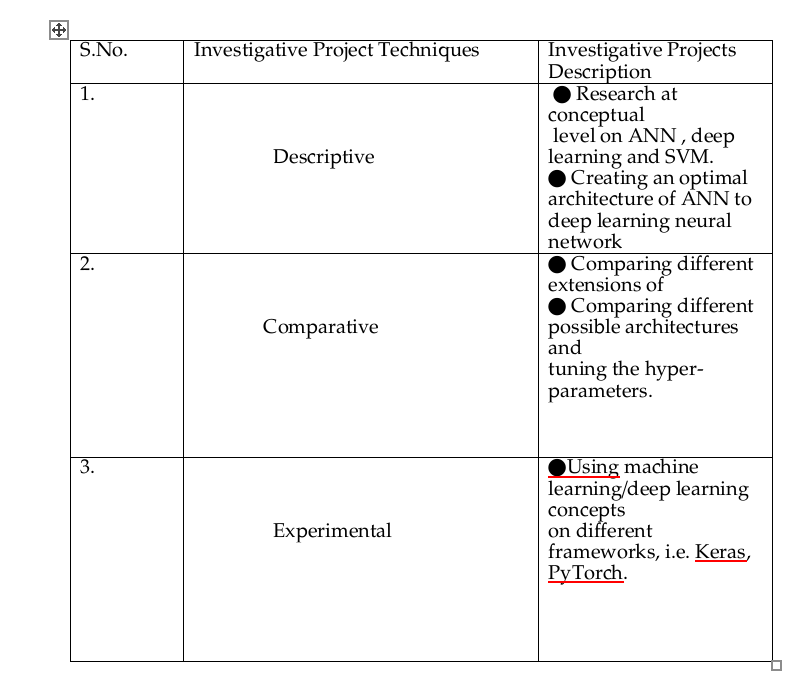 S.No.
Investigative Project Techniques
Investigative Projects
Description
1.
Descriptive
● Research at
conceptual
level on ANN , deep
learning and SVM.
● Creating an optimal
architecture of ANN to
deep learning neural
network
2.
Comparative
● Comparing different
extensions of
● Comparing different
possible architectures
and
tuning the hyper-
parameters.
3.
Experimental
●Using machine
learning/deep learning
concepts
on different
frameworks, i.e. Keras,
PyTorch.